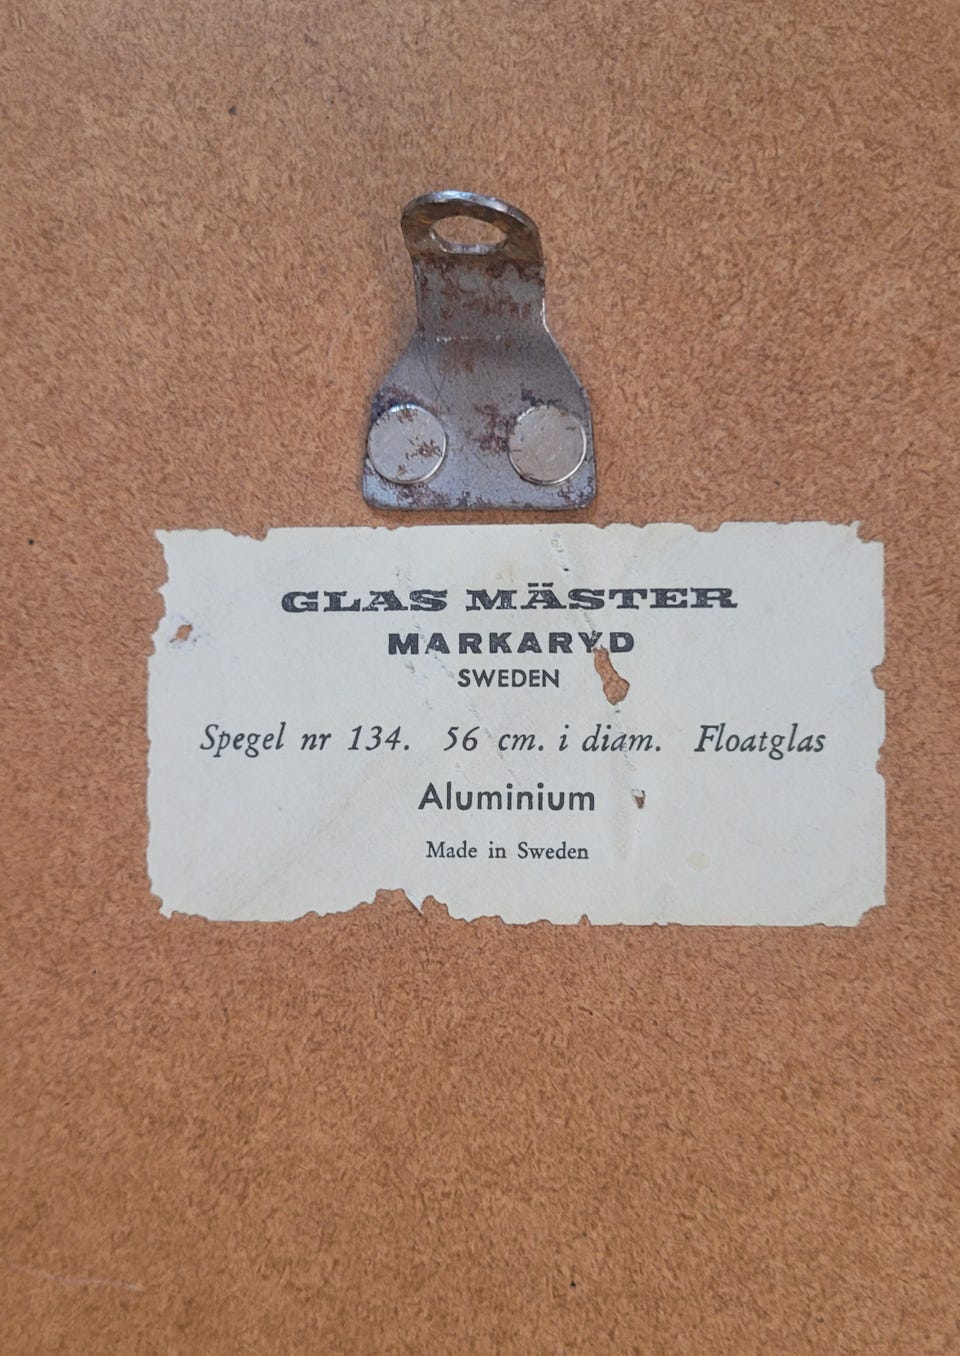 GLAS MÄSTER
MARKARYD
SWEDEN
Spegel nr 134. 56 cm. i diam. Floatglas
Aluminium
Made in Sweden